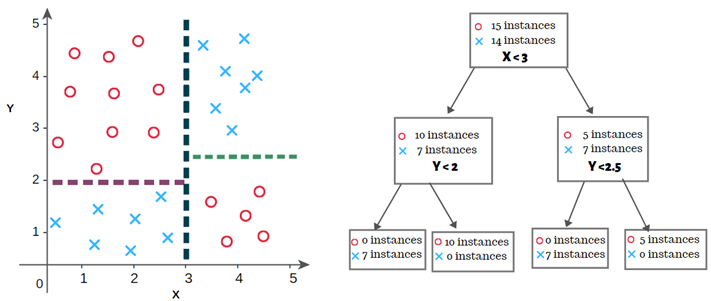 5
4
Y
3
2
1
0
1 2 3 4 5
X
15 instances
14 instances
X < 3
10 instances
7 instances
Y < 2
5 instances
7 instances
Y <2.5
0 instances
7 instances
10 instances
0 instances
0 instances
7 instances
5 instances
0 instances